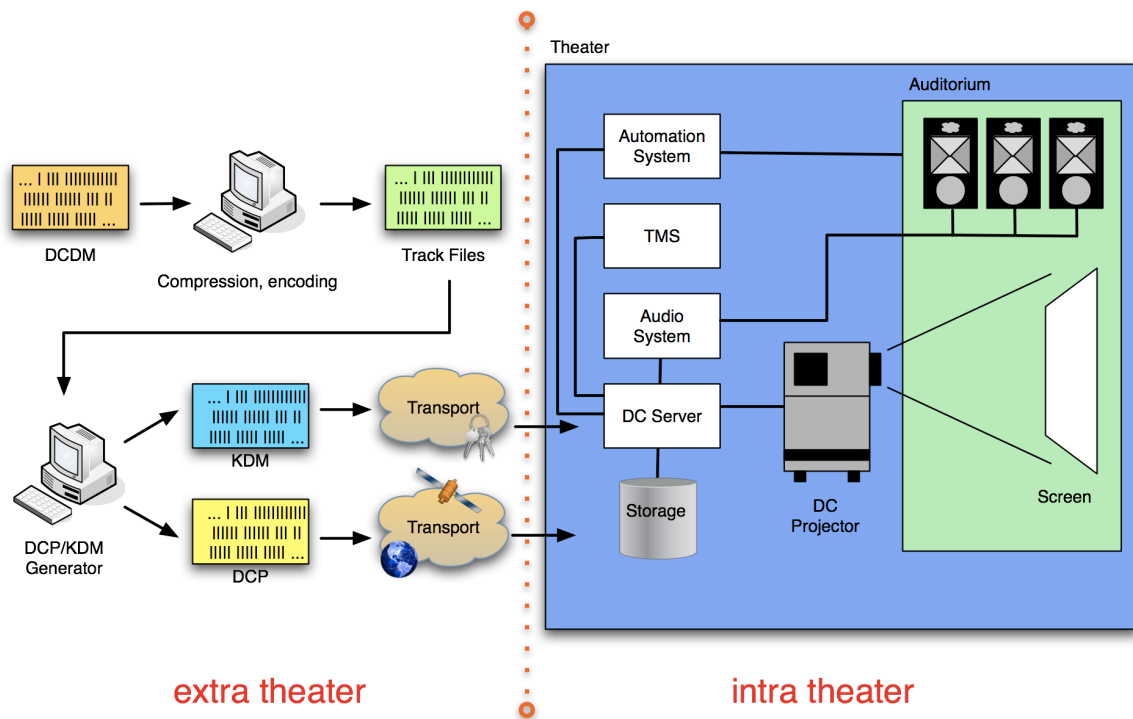 Theater
Auditorium
Automation
System
... | ||| |||||||||||
|||||| |||||| ||| ||
||||| ||||| ||||| ...
DCDM
Compression, encoding
... | ||| |||||||||||
|||||| |||||| ||| ||
||||| ||||| ||||| ...
Track Files
TMS
Audio
System
... | ||| |||||||||||
|||||| |||||| ||| ||
||||| ||||| ||||| ...
KDM
Transport
DC Server
DCP/KDM
Generator
... | ||| |||||||||||
|||||| |||||| ||| ||
||||| ||||| ||||| ...
DCP
Transport
Storage
DC
Projector
Screen
extra theater
intra theater